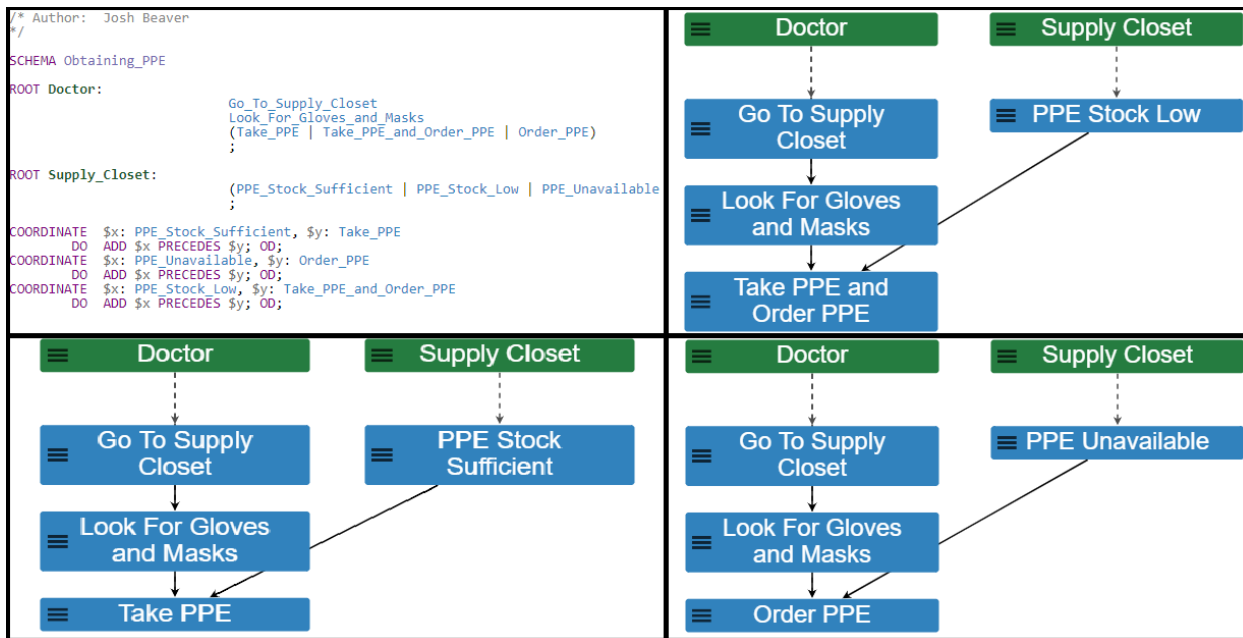 /* Author:  Josh Beaver
*/
SCHEMA Obtaining_PPE
ROOT Doctor:
Go_To_Supply_Closet
Look_For_Gloves_and_Masks
(Take_PPE | Take_PPE_and_Order_PPE | Order_PPE)
;
ROOT Supply_Closet:
(PPE_Stock_Sufficient | PPE_Stock_Low | PPE_Unavailable
;
COORDINATE  $x: PPE_Stock_Sufficient, $y: Take_PPE
DO  ADD $x PRECEDES $y; OD;
COORDINATE  $x: PPE_Unavailable, $y: Order_PPE
DO  ADD $x PRECEDES $y; OD;
COORDINATE  $x: PPE_Stock_Low, $y: Take_PPE_and_Order_PPE
DO  ADD $x PRECEDES $y; OD;
Doctor
Supply Closet
Go To Supply
Closet
PPE Stock Low
Look For Gloves
and Masks
Take PPE and
Order PPE
Doctor
Supply Closet
Go To Supply
Closet
PPE Stock
Sufficient
Look For Gloves
and Masks
Take PPE
Doctor
Supply Closet
Go To Supply
Closet
PPE Unavailable
Look For Gloves
and Masks
Order PPE